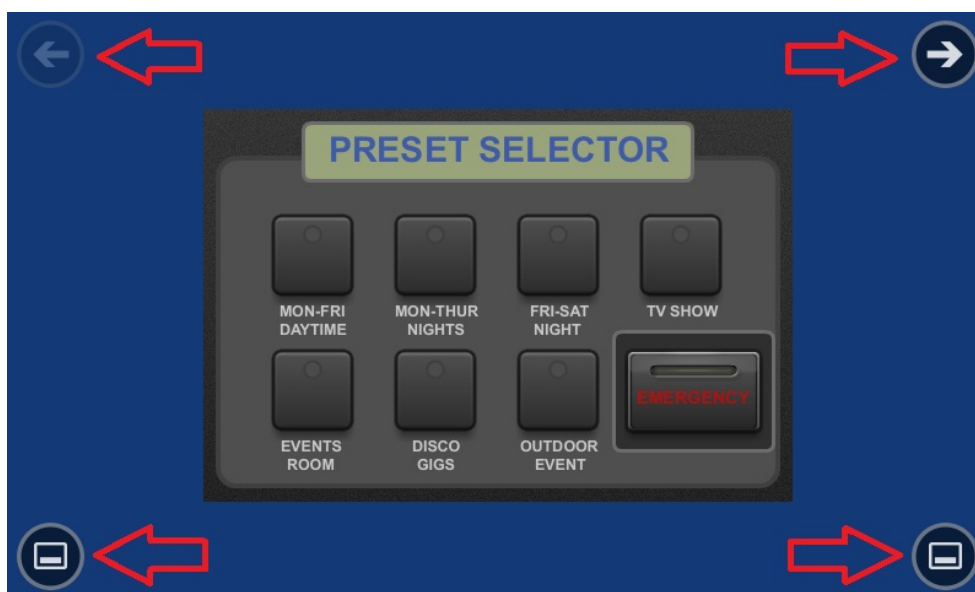 PRESET SELECTOR
MON-FRI
DAYTIME
MON-THUR
NIGHTS
FRI-SAT
NIGHT
TV SHOW
EVENTS
ROOM
DISCO
GIGS
OUTDOOR
EVENT
EMERGENCY